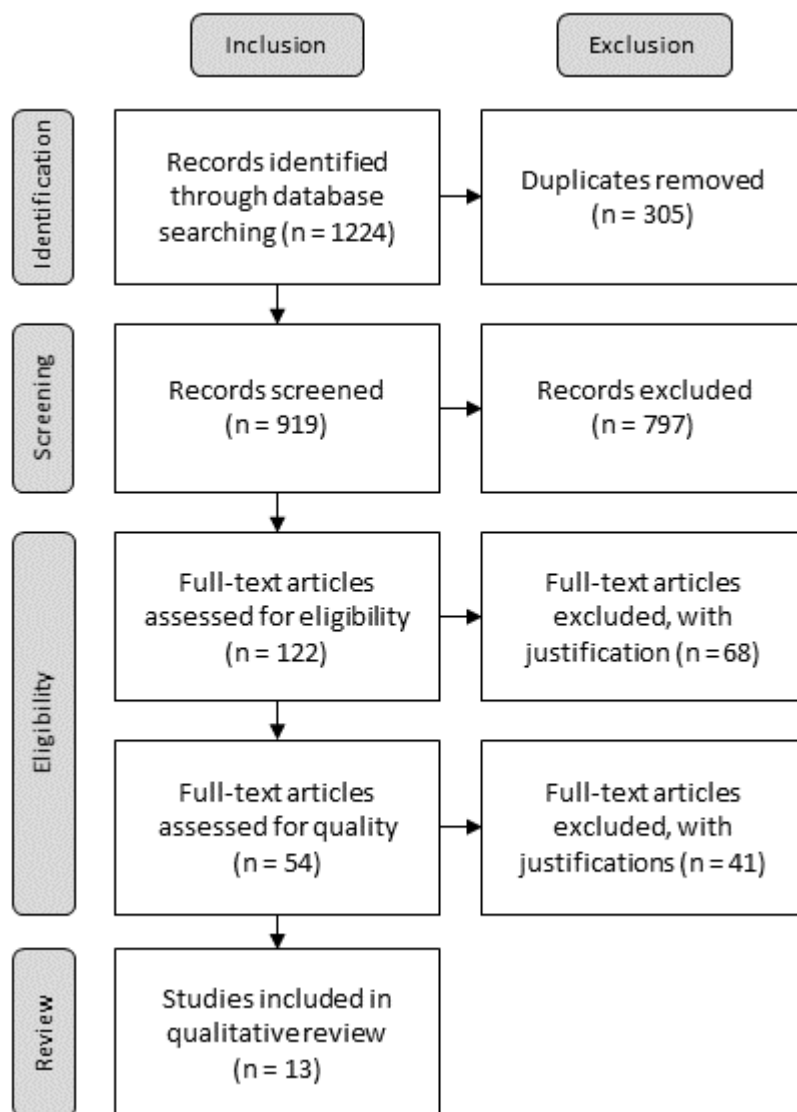 Inclusion
Exclusion
Identification
Records identified
through database
searching (n = 1224)
Duplicates removed
(n = 305)
Screening
Records screened
(n = 919)
Records excluded
(n = 797)
Eligibility
Full-text articles
assessed for eligibility
(n = 122)
Full-text articles
excluded, with
justification (n = 68)
Full-text articles
assessed for quality
(n = 54)
Full-text articles
excluded, with
justifications (n = 41)
Review
Studies included in
qualitative review
(n = 13)